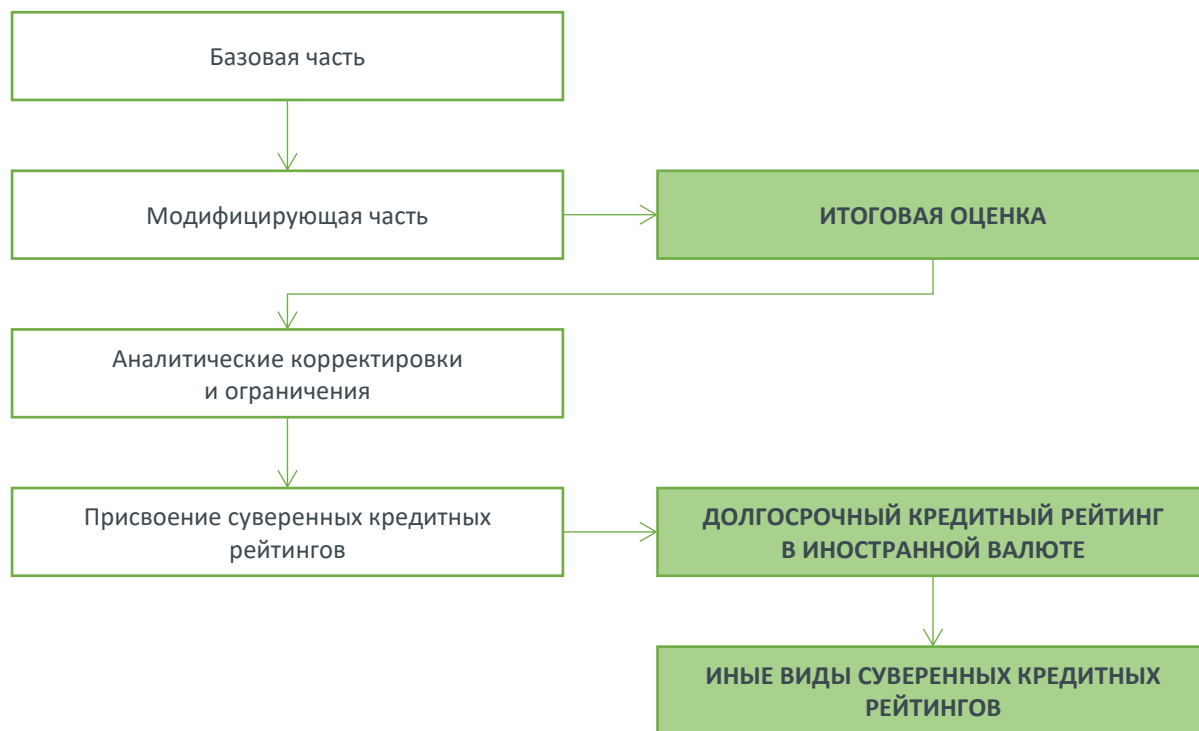 Базовая часть
Модифицирующая часть
ИТОГОВАЯ ОЦЕНКА
Аналитические корректировки
и ограничения
Присвоение суверенных кредитных
рейтингов
ДОЛГОСРОЧНЫЙ КРЕДИТНЫЙ РЕЙТИНГ
В ИНОСТРАННОЙ ВАЛЮТЕ
ИНЫЕ ВИДЫ СУВЕРЕННЫХ КРЕДИТНЫХ
РЕЙТИНГОВ